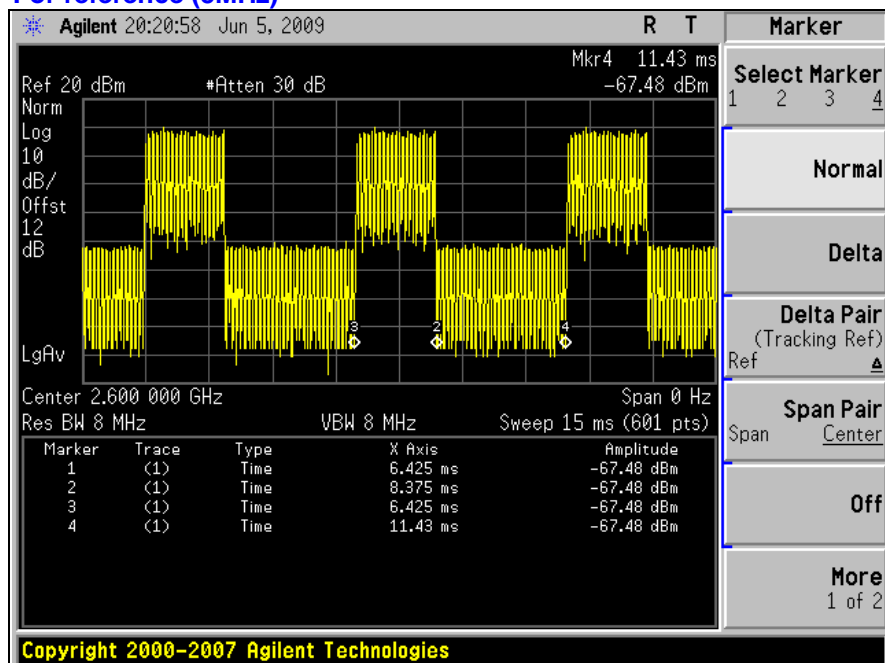 For reference (5MHz)
Agilent 20:20:58 Jun 5, 2009 R T
Mkr4 11.43 ms
Ref 20 dBm #Atten 30 dB -67.48 dBm
Norm
Log
10
dB/
Offst
12
dB
LgAv
3 2 4
Center 2.600 000 GHz Span 0 Hz
Res BW 8 MHz VBW 8 MHz Sweep 15 ms (601 pts)
Marker Trace Type X Axis Amplitude
1 (1) Time 6.425 ms -67.48 dBm
2 (1) Time 8.375 ms -67.48 dBm
3 (1) Time 6.425 ms -67.48 dBm
4 (1) Time 11.43 ms -67.48 dBm
Marker
Select Marker
1 2 3 4
Normal
Delta
Delta Pair
(Tracking Ref)
Ref Δ
Span Pair
Span Center
Off
More
1 of 2
Copyright 2000-2007 Agilent Technologies